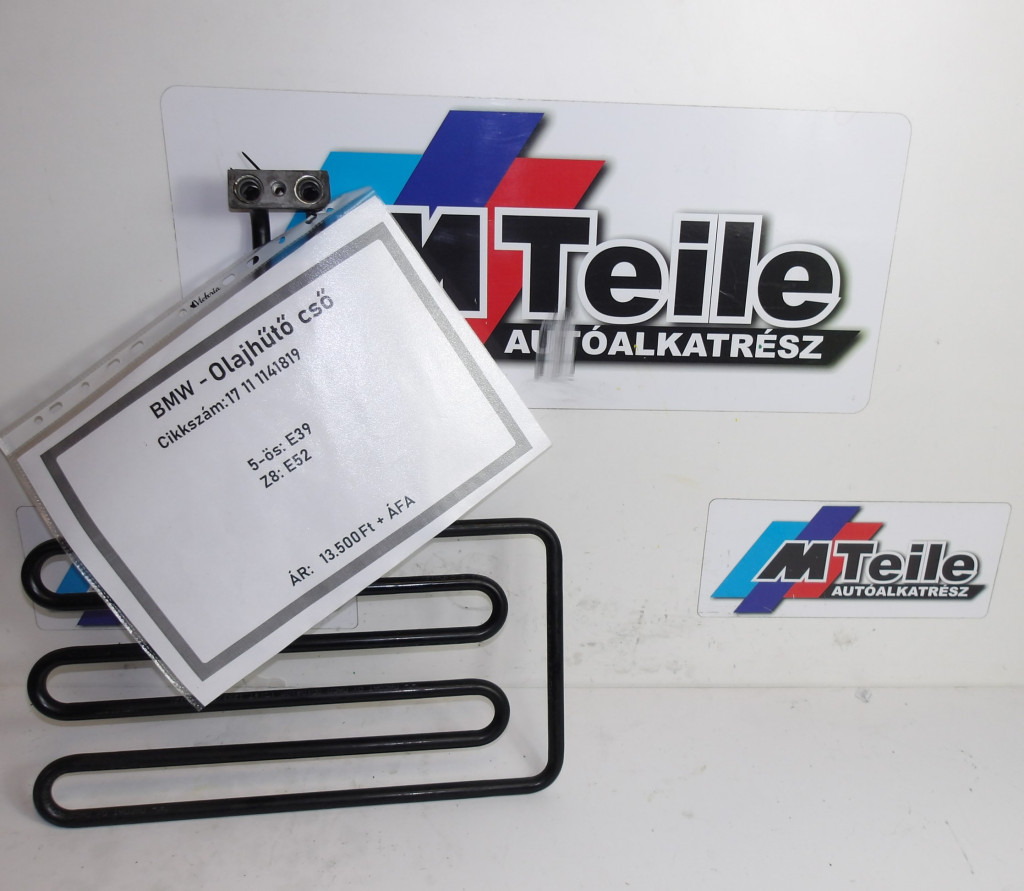 MTeile
AUTÓALKATRÉSZ
Victoria
BMW - Olajhűtő cső
Cikkszám:17 11 1141819
5-ös: E39
Z8: E52
ÁR: 13.500Ft + ÁFA
MTeile
AUTÓALKATRÉSZ